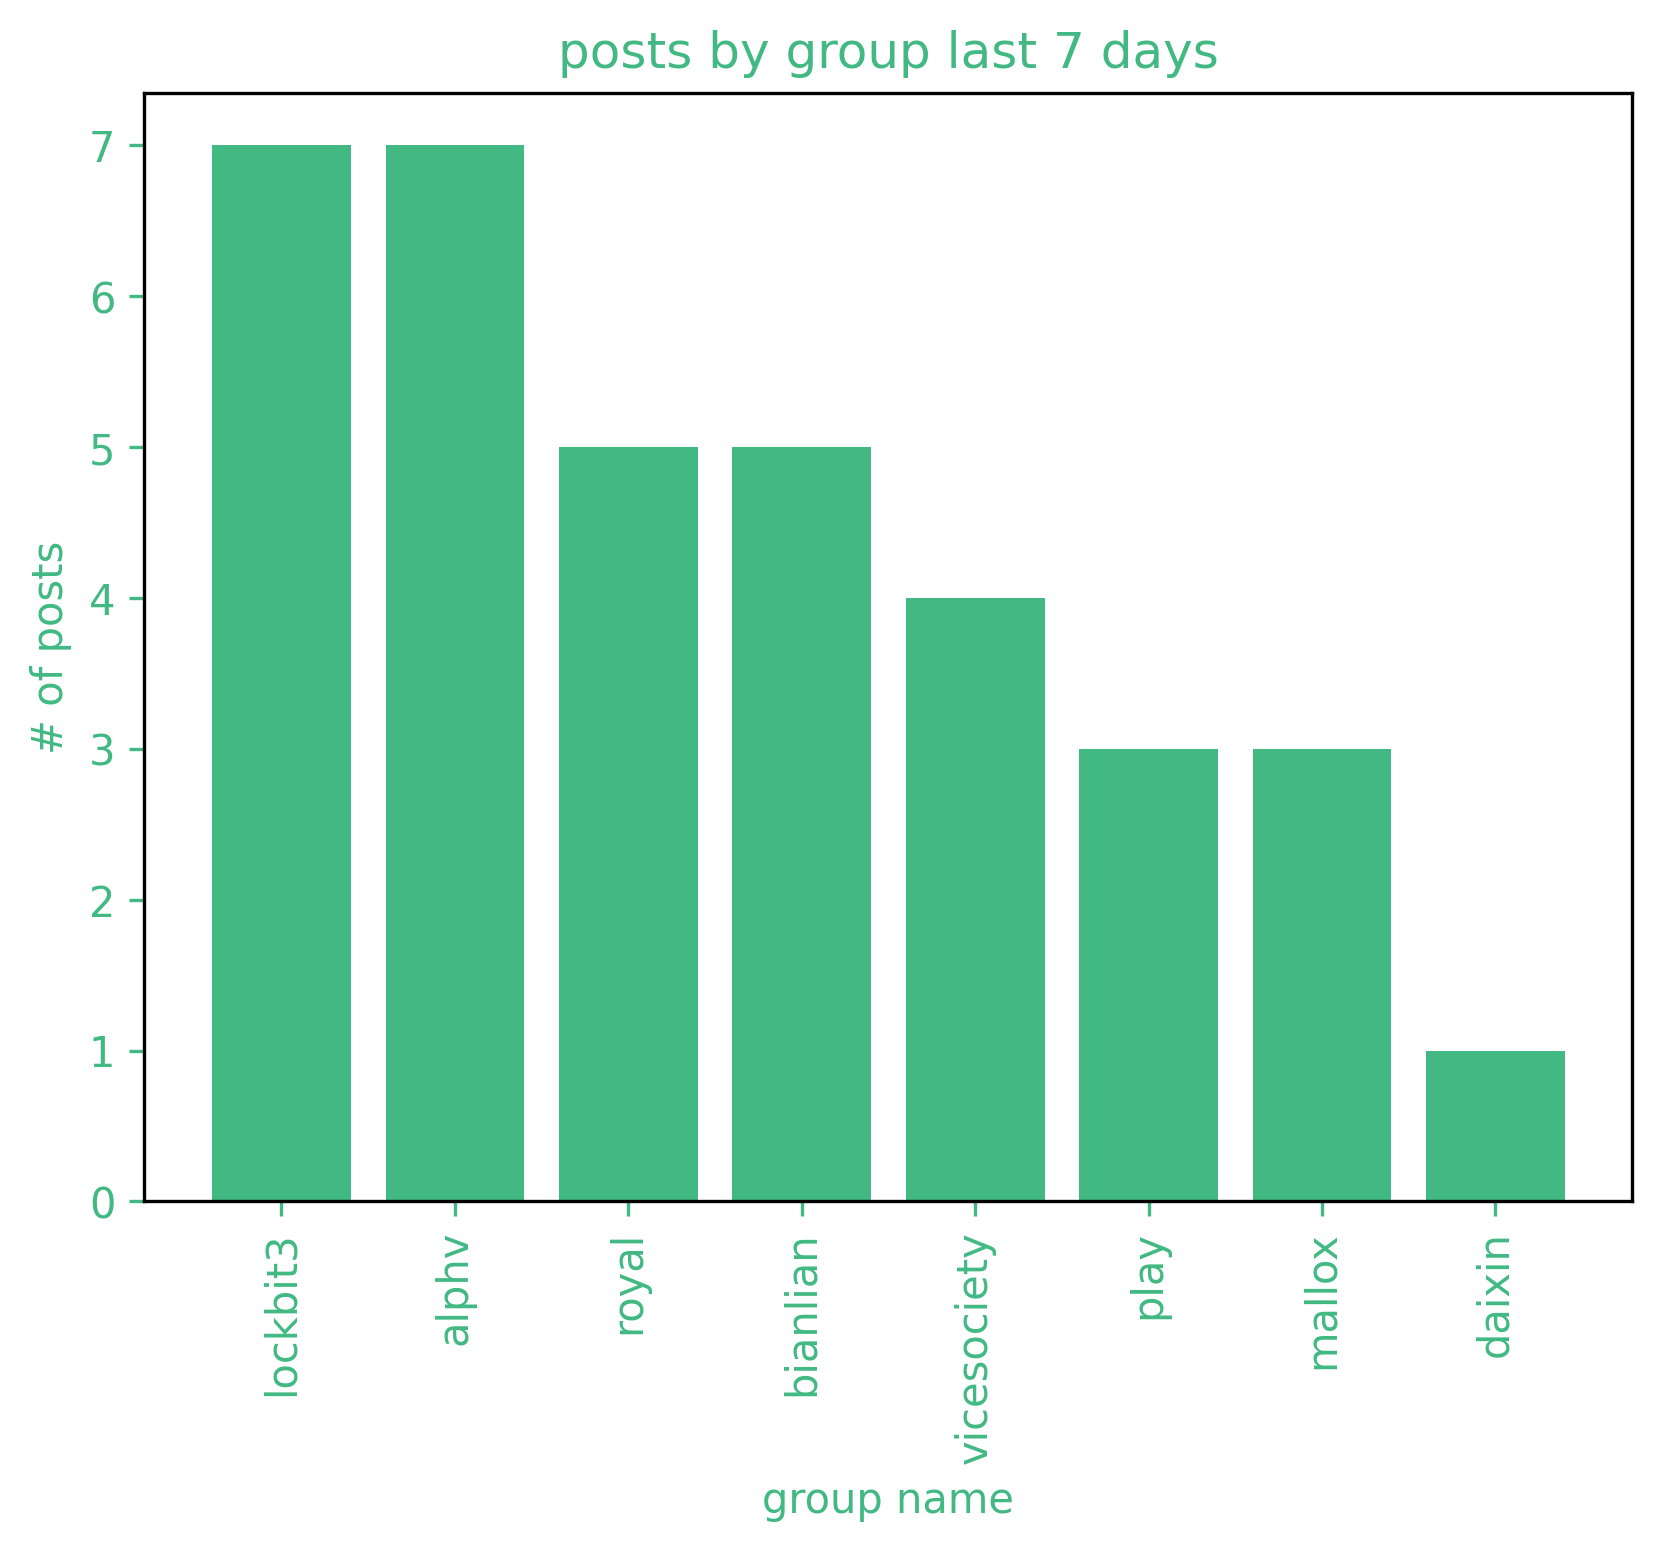 posts by group last 7 days
# of posts
7
6
5
4
3
2
1
0
lockbit3
alphv
royal
bianlian
vicesociety
play
mallox
daixin
group name